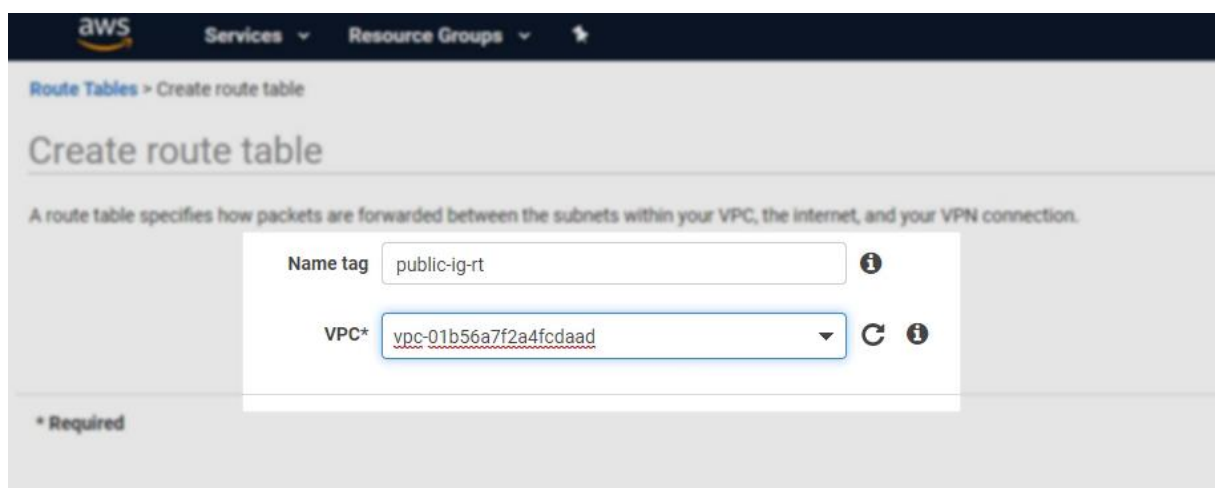 aws Services Resource Groups
Route Tables > Create route table
Create route table
A route table specifies how packets are forwarded between the subnets within your VPC, the internet, and your VPN connection.
Name tag public-ig-rt
VPC* vpc-01b56a7f2a4fcdaad
* Required